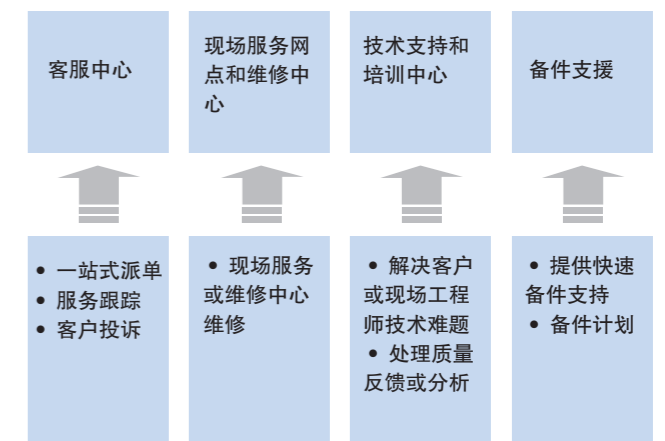 客服中心
现场服务网
点和维修中
心
技术支持和
培训中心
备件支援
• 一站式派单
• 服务跟踪
• 客户投诉
• 现场服务
或维修中心
维修
• 解决客户
或现场工程
师技术难题
• 处理质量
反馈或分析
• 提供快速
备件支持
• 备件计划